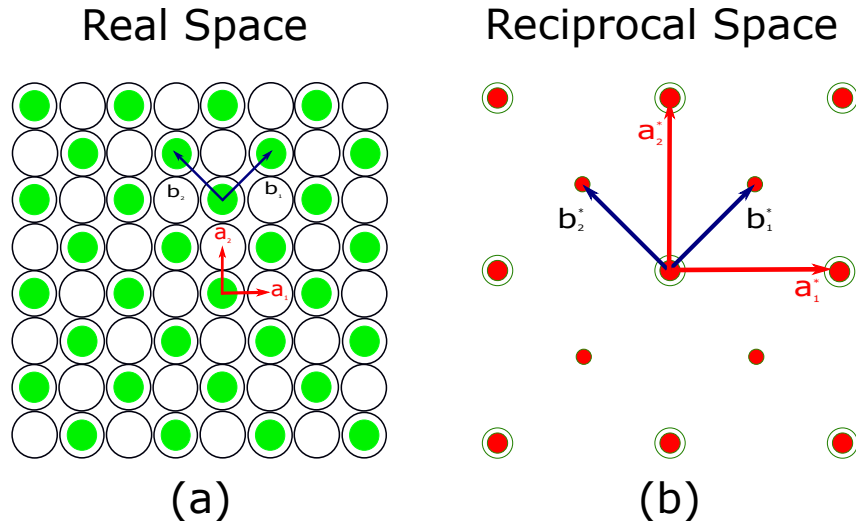 Real Space
Reciprocal Space
b₂
b₁
a₂
a₁
a₂*
b₂*
b₁*
a₁*
(a)
(b)